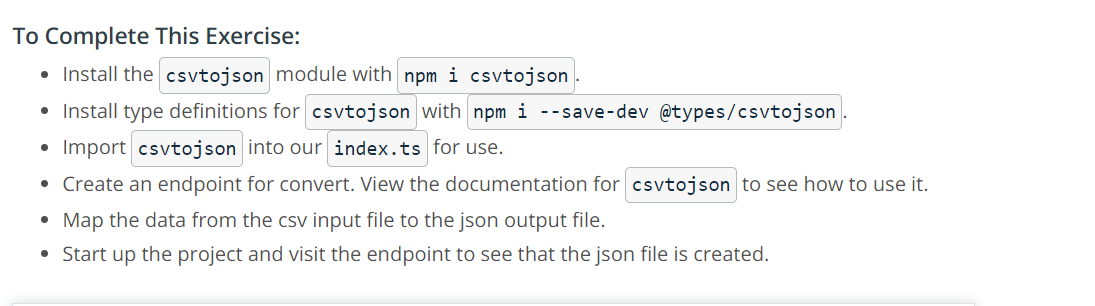 To Complete This Exercise:
Install the csvtojson module with npm i csvtojson.
Install type definitions for csvtojson with npm i --save-dev @types/csvtojson.
Import csvtojson into our index.ts for use.
Create an endpoint for convert. View the documentation for csvtojson to see how to use it.
Map the data from the csv input file to the json output file.
Start up the project and visit the endpoint to see that the json file is created.